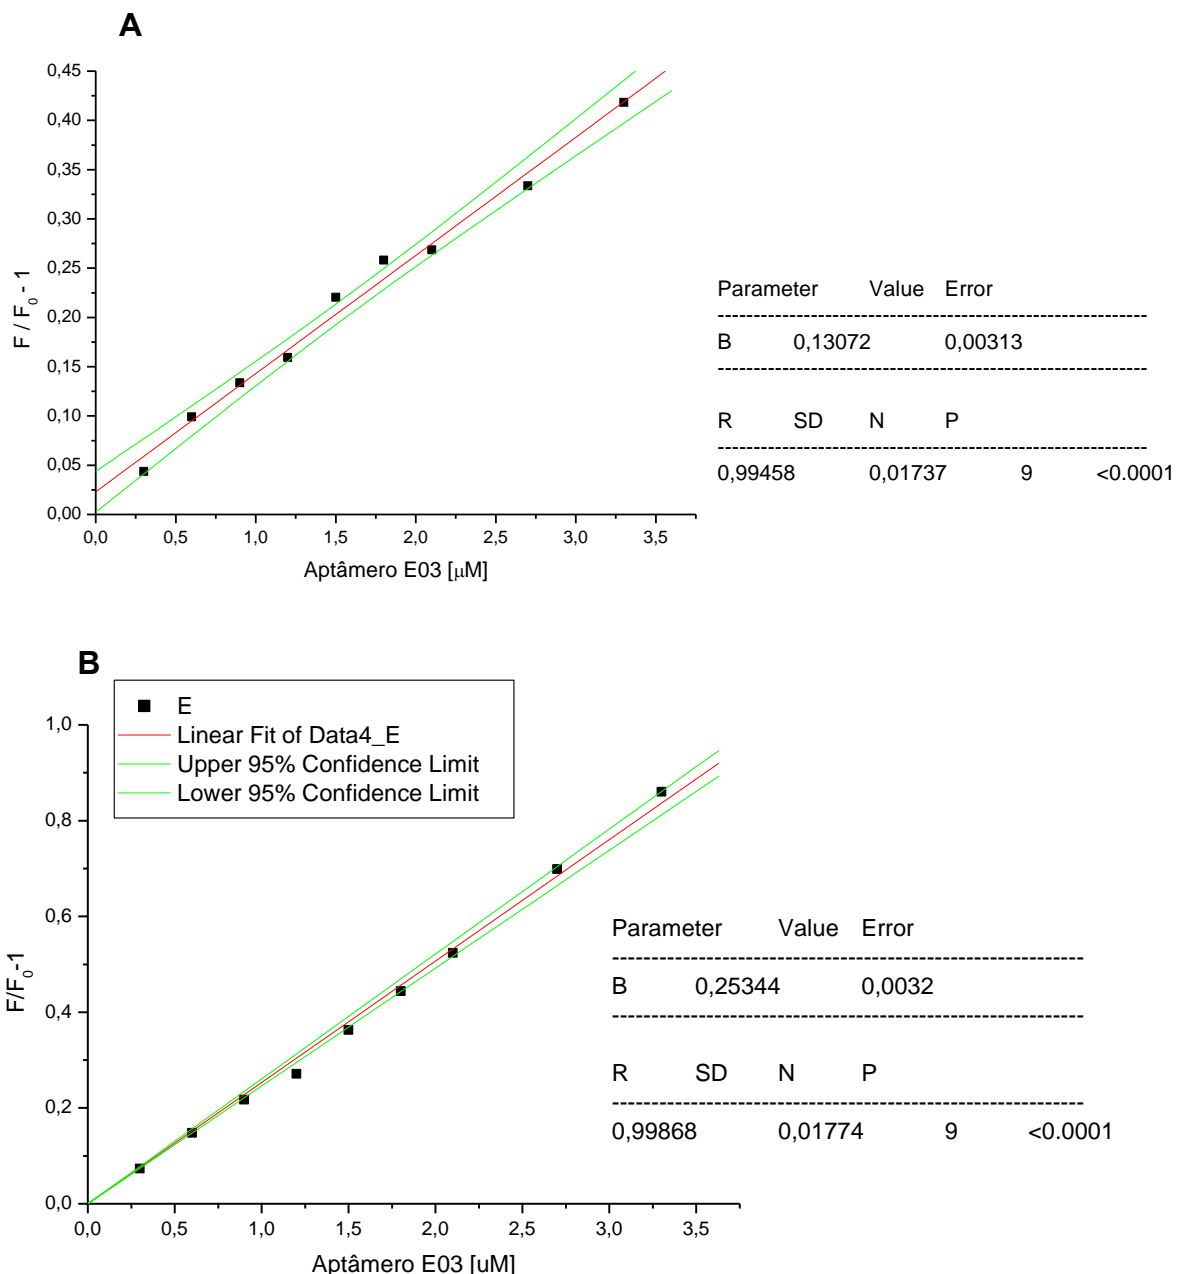 A
0,45
0,40
0,35
0,30
0,25
0,20
0,15
0,10
0,05
0,00
F / F0 - 1
0,0 0,5 1,0 1,5 2,0 2,5 3,0 3,5
Aptâmero E03 [μM]
Parameter Value Error
------------------------------------------------------------
B 0,13072 0,00313
------------------------------------------------------------
R SD N P
------------------------------------------------------------
0,99458 0,01737 9 <0.0001
B
E
Linear Fit of Data4_E
Upper 95% Confidence Limit
Lower 95% Confidence Limit
1,0
0,8
0,6
0,4
0,2
0,0
F/F0-1
0,0 0,5 1,0 1,5 2,0 2,5 3,0 3,5
Aptâmero E03 [uM]
Parameter Value Error
------------------------------------------------------------
B 0,25344 0,0032
------------------------------------------------------------
R SD N P
------------------------------------------------------------
0,99868 0,01774 9 <0.0001